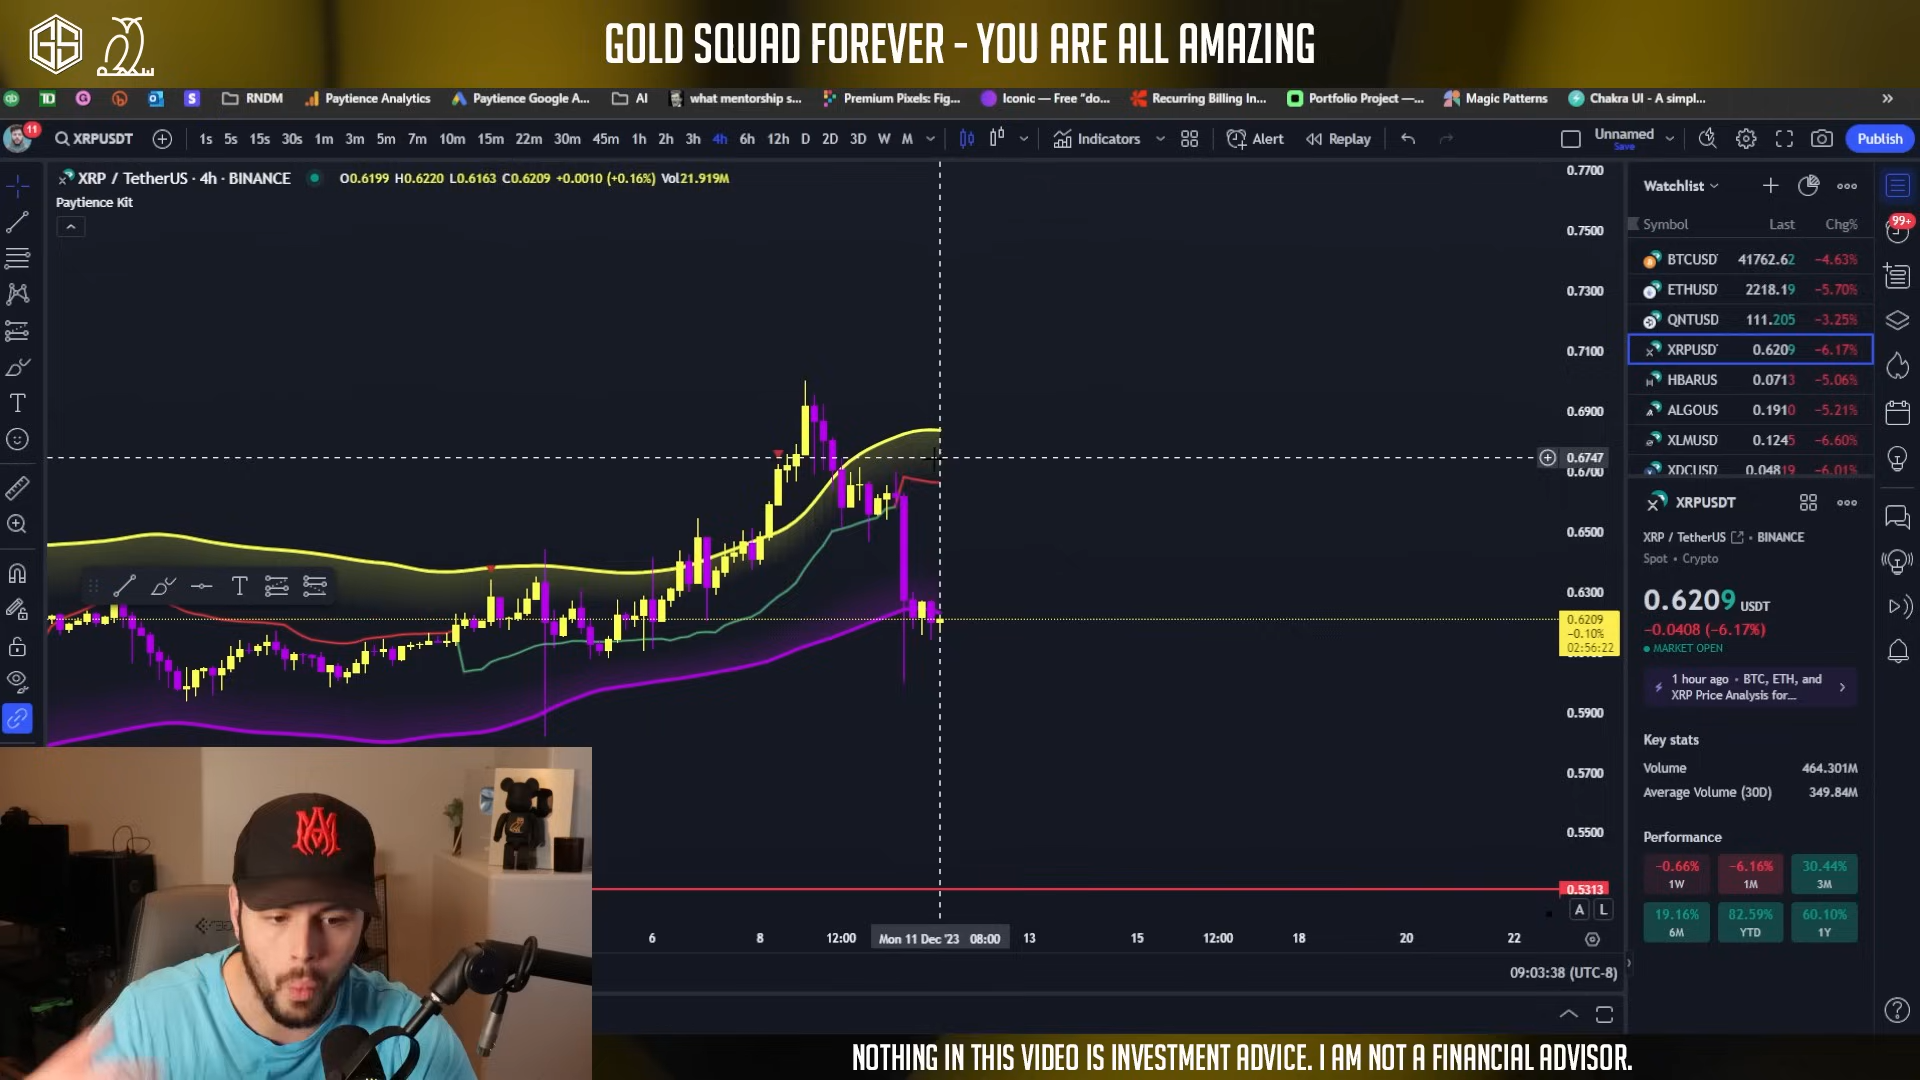 GS
GOLD SQUAD FOREVER - YOU ARE ALL AMAZING
qb TD G S RNDM Paytience Analytics Paytience Google A... AI what mentorship s... Premium Pixels: Fig... Iconic — Free "do... Recurring Billing In... Portfolio Project —... Magic Patterns Chakra UI - A simpl... »
11 XRPUSDT 1s 5s 15s 30s 1m 3m 5m 7m 10m 15m 22m 30m 45m 1h 2h 3h 4h 6h 12h D 2D 3D W M Indicators Alert Replay Unnamed Save Publish
XRP / TetherUS · 4h · BINANCE O0.6199 H0.6220 L0.6163 C0.6209 +0.0010 (+0.16%) Vol21.919M
Paytience Kit
0.7700
0.7500
0.7300
0.7100
0.6900
0.6747
0.6700
0.6500
0.6300
0.6209
-0.10%
02:56:22
0.5900
0.5700
0.5500
0.5313
A L
6 8 12:00 Mon 11 Dec '23 08:00 13 15 12:00 18 20 22
09:03:38 (UTC-8)
Watchlist
Symbol Last Chg%
BTCUSD 41762.62 -4.63%
ETHUSD 2218.19 -5.70%
QNTUSD 111.205 -3.25%
XRPUSD 0.6209 -6.17%
HBARUS 0.0713 -5.06%
ALGOUS 0.1910 -5.21%
XLMUSD 0.1245 -6.60%
XDCUSD 0.04819 -6.01%
99+
XRPUSDT
XRP / TetherUS • BINANCE
Spot • Crypto
0.6209 USDT
-0.0408 (-6.17%)
MARKET OPEN
1 hour ago • BTC, ETH, and
XRP Price Analysis for...
Key stats
Volume 464.301M
Average Volume (30D) 349.84M
Performance
-0.66% -6.16% 30.44%
1W 1M 3M
19.16% 82.59% 60.10%
6M YTD 1Y
NOTHING IN THIS VIDEO IS INVESTMENT ADVICE. I AM NOT A FINANCIAL ADVISOR.